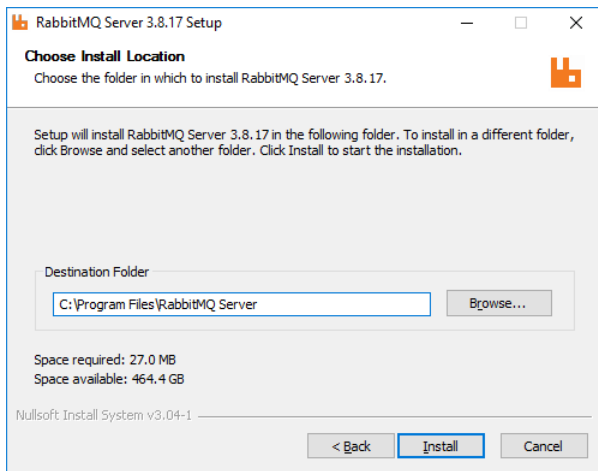 RabbitMQ Server 3.8.17 Setup
Choose Install Location
Choose the folder in which to install RabbitMQ Server 3.8.17.
Setup will install RabbitMQ Server 3.8.17 in the following folder. To install in a different folder,
click Browse and select another folder. Click Install to start the installation.
Destination Folder
C:\Program Files\RabbitMQ Server
Browse...
Space required: 27.0 MB
Space available: 464.4 GB
Nullsoft Install System v3.04-1
< Back Install Cancel